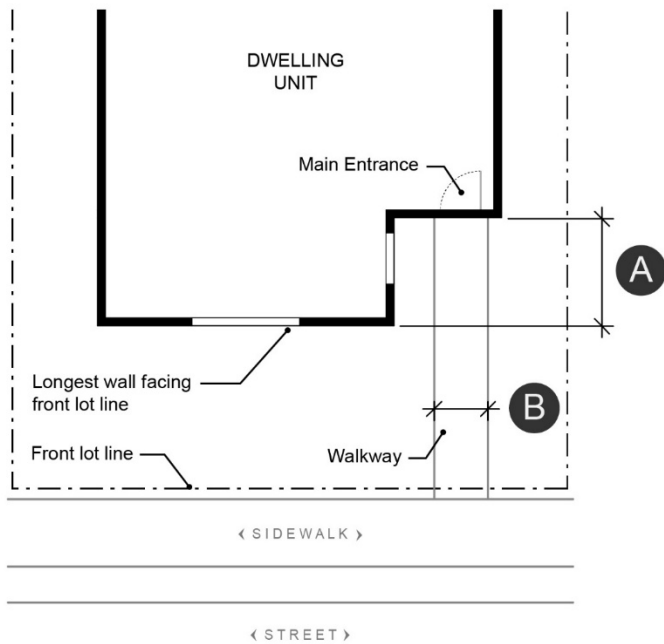 DWELLING
UNIT
Main Entrance
A
Longest wall facing
front lot line
B
Front lot line
Walkway
SIDEWALK
STREET